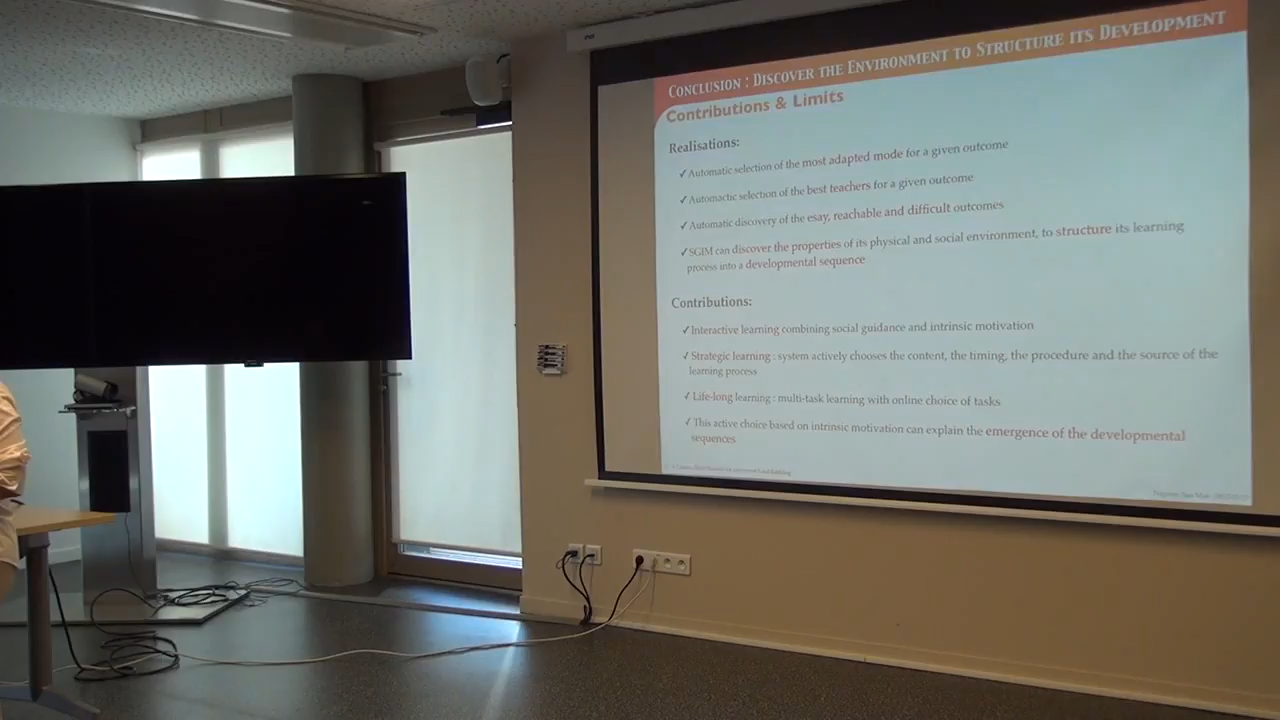 CONCLUSION : DISCOVER THE ENVIRONMENT TO STRUCTURE ITS DEVELOPMENT
Contributions & Limits
Realisations:
✓ Automatic selection of the most adapted mode for a given outcome
✓ Automactic selection of the best teachers for a given outcome
✓ Automatic discovery of the esay, reachable and difficult outcomes
✓ SGIM can discover the properties of its physical and social environment, to structure its learning
process into a developmental sequence
Contributions:
✓ Interactive learning combining social guidance and intrinsic motivation
✓ Strategic learning : system actively chooses the content, the timing, the procedure and the source of the
learning process
✓ Life-long learning : multi-task learning with online choice of tasks
✓ This active choice based on intrinsic motivation can explain the emergence of the developmental
sequences